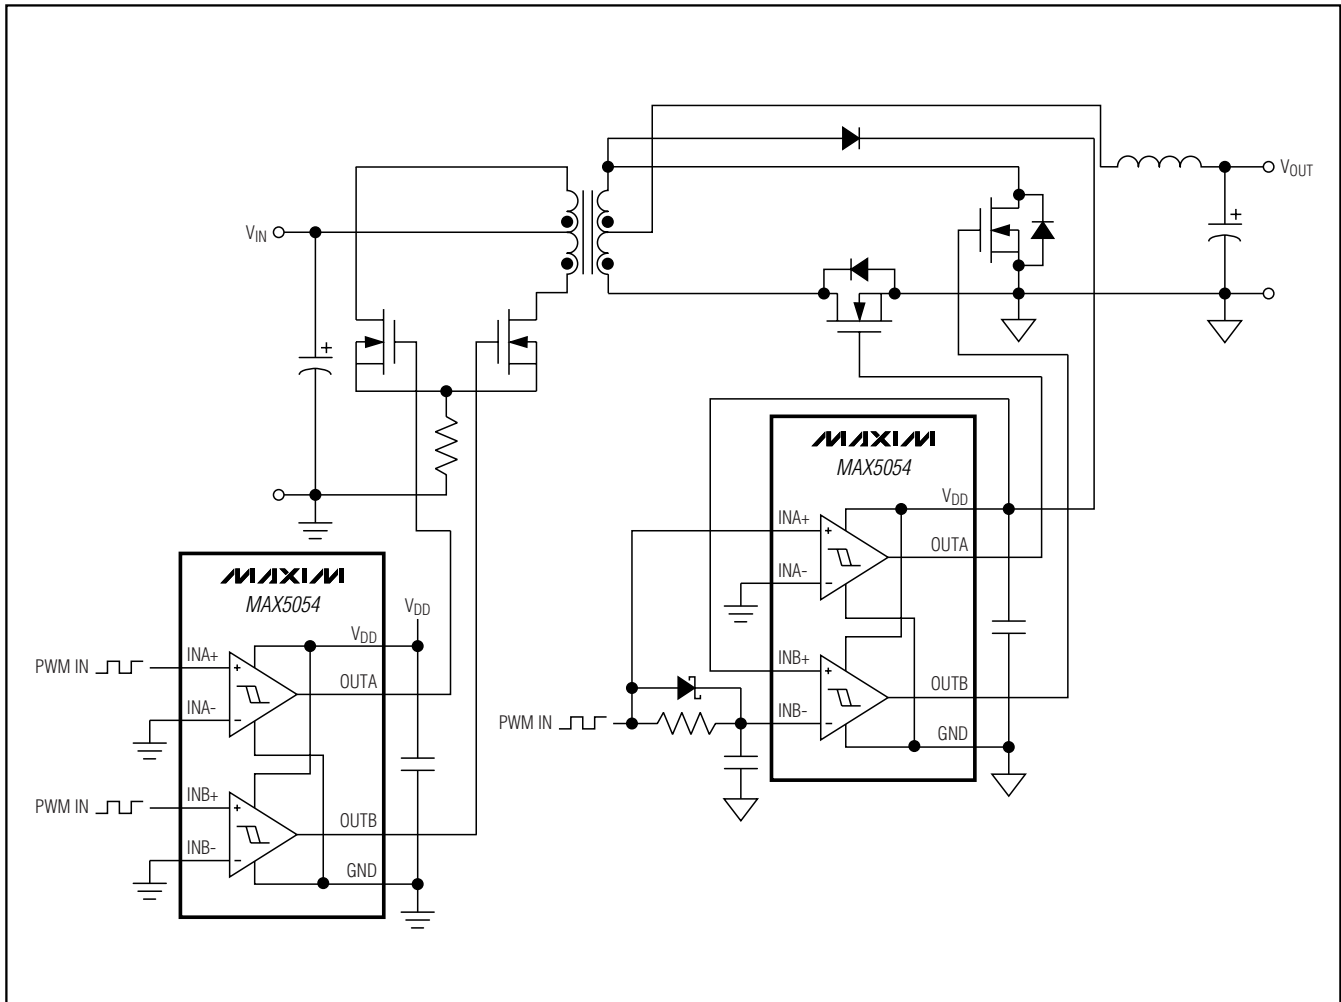 VOUT
VIN
+
+
MAXIM
MAX5054
VDD
INA+
+
OUTA
INA-
-
INB+
+
OUTB
PWM IN
INB-
-
GND
MAXIM
MAX5054
VDD
VDD
PWM IN
INA+
+
OUTA
INA-
-
PWM IN
INB+
+
OUTB
INB-
-
GND